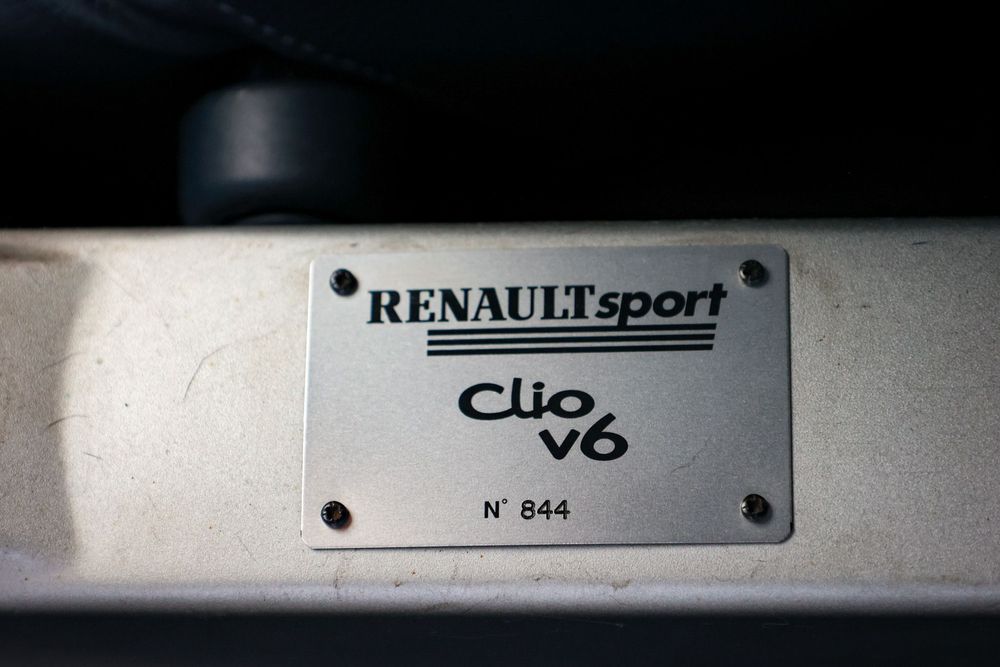 RENAULTsport
Clio
v6
N° 844